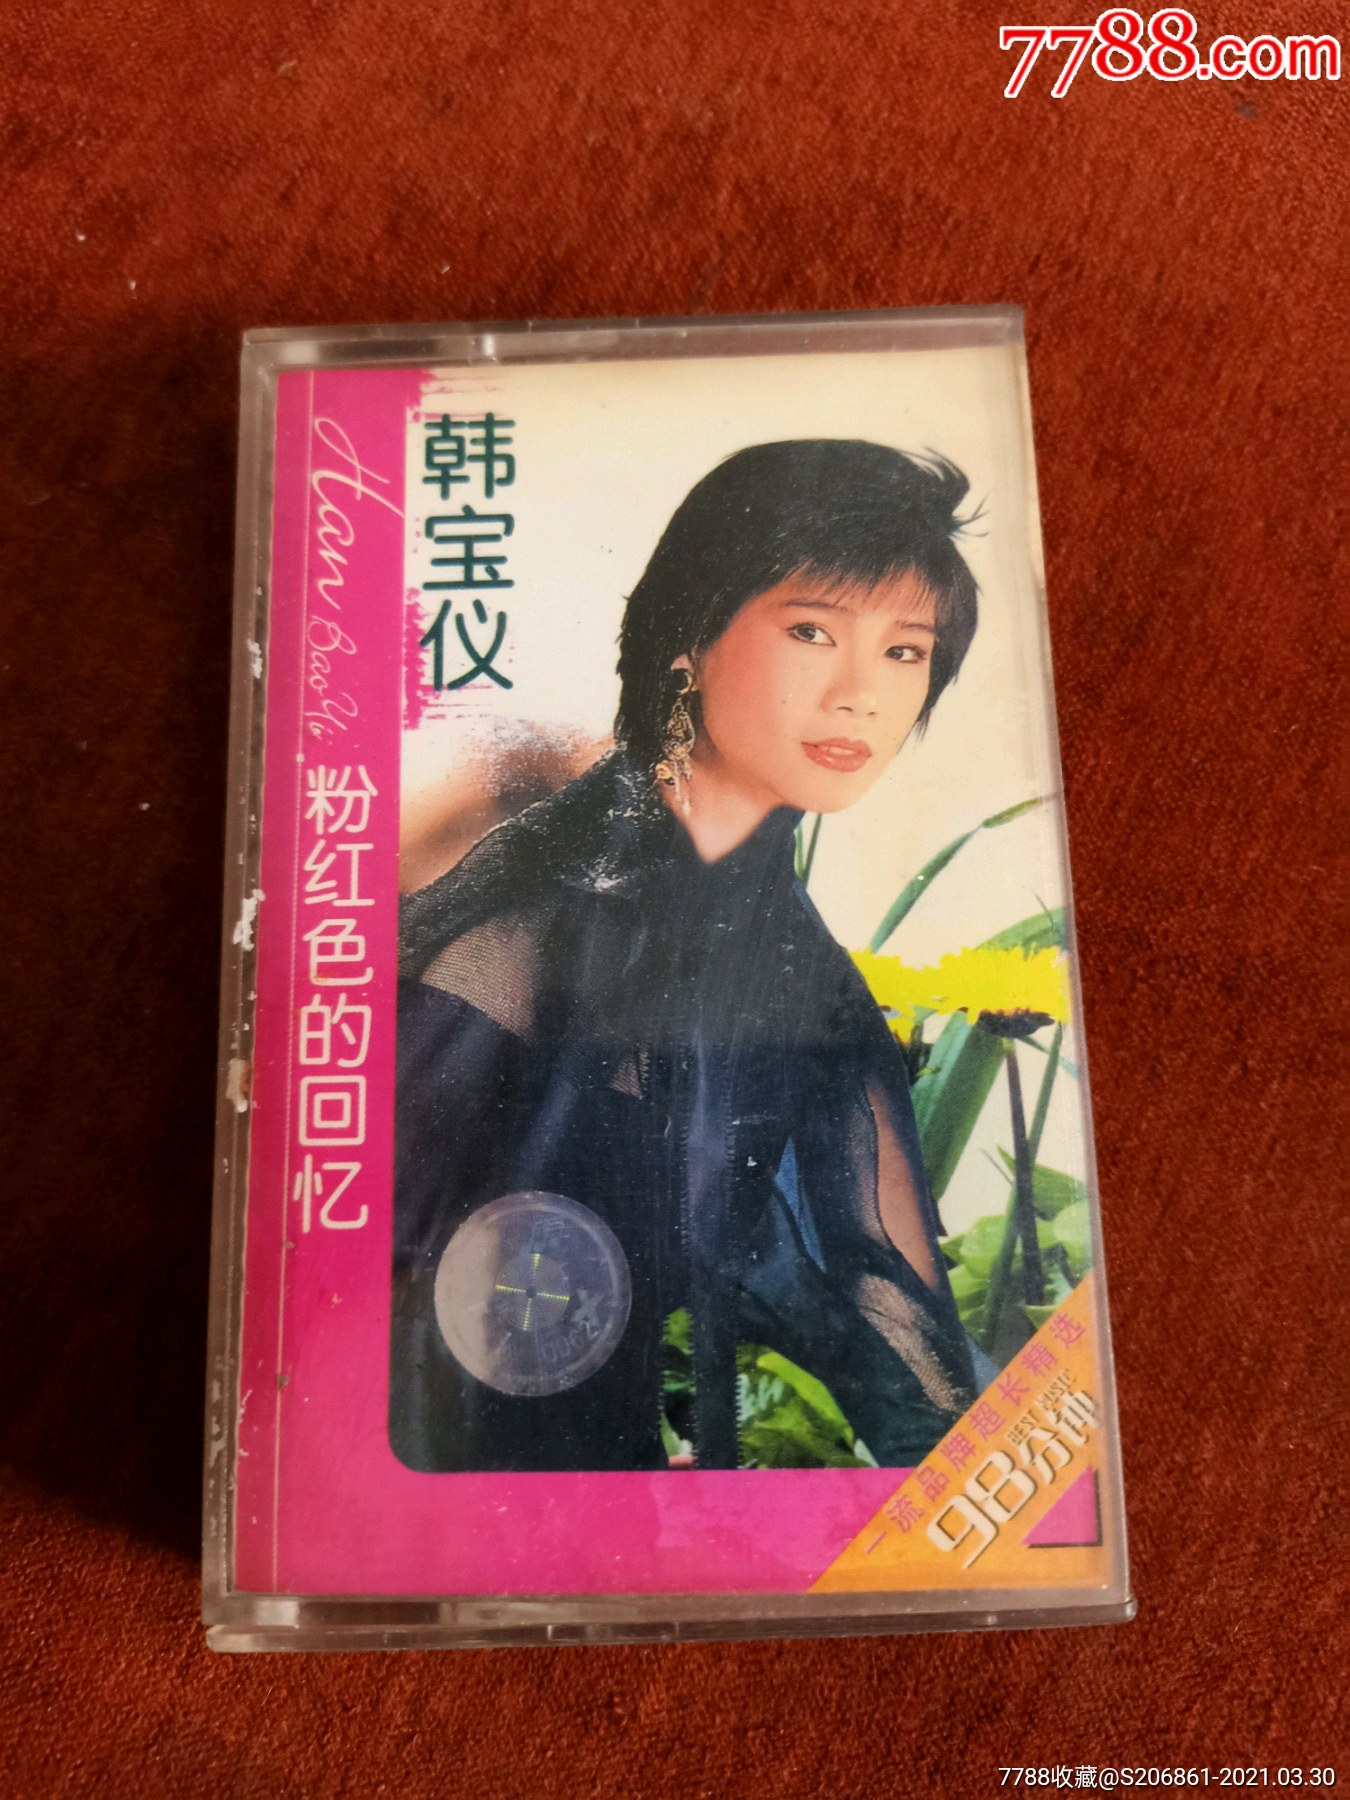 7788.com
韩宝仪
Han Bao Yi
粉红色的回忆
一流品牌超长精选
BEST MUSIC
98分钟
7788收藏@S206861-2021.03.30